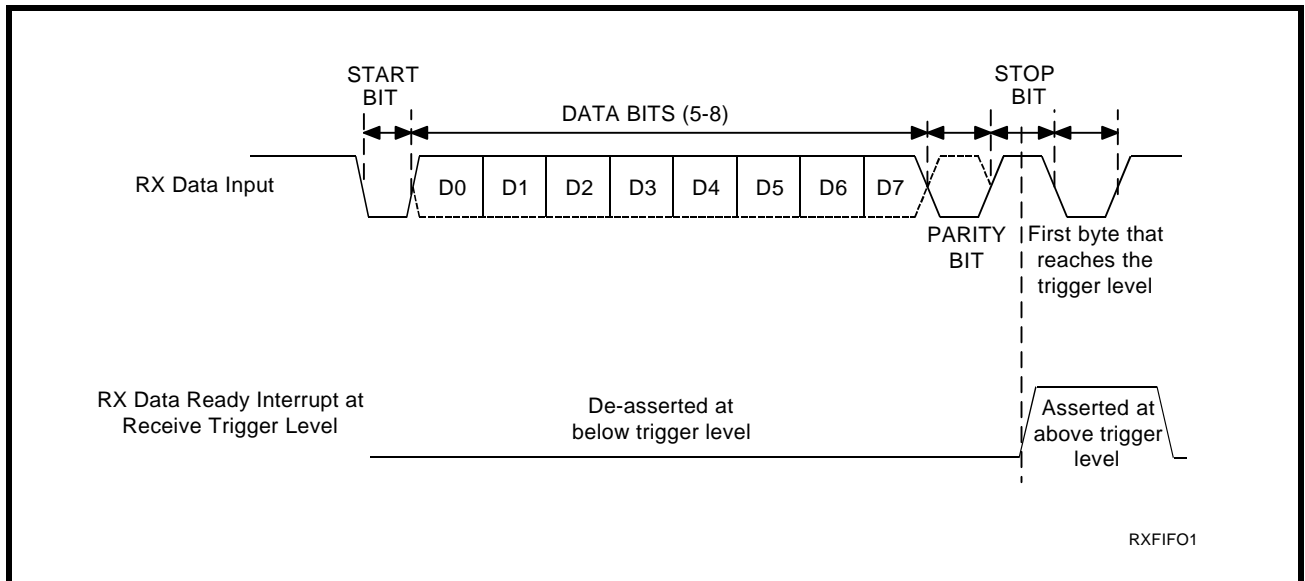 START
BIT
STOP
BIT
DATA BITS (5-8)
RX Data Input
D0 D1 D2 D3 D4 D5 D6 D7
PARITY
BIT
First byte that
reaches the
trigger level
RX Data Ready Interrupt at
Receive Trigger Level
De-asserted at
below trigger level
Asserted at
above trigger
level
RXFIFO1